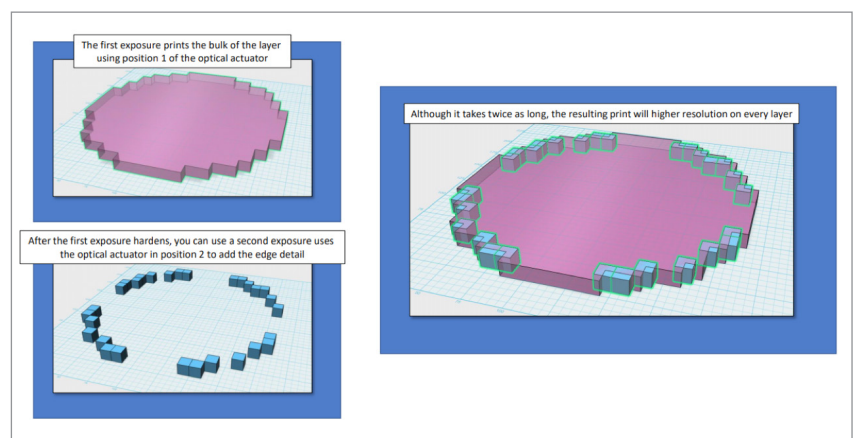 The first exposure prints the bulk of the layer
using position 1 of the optical actuator
Although it takes twice as long, the resulting print will higher resolution on every layer
After the first exposure hardens, you can use a second exposure uses
the optical actuator in position 2 to add the edge detail